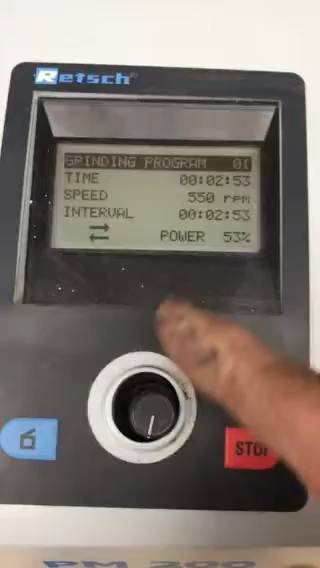 Retsch®
GRINDING PROGRAM 01
TIME 00:02:53
SPEED 550 rpm
INTERVAL 00:02:53
POWER 53%
STOP
PM 200